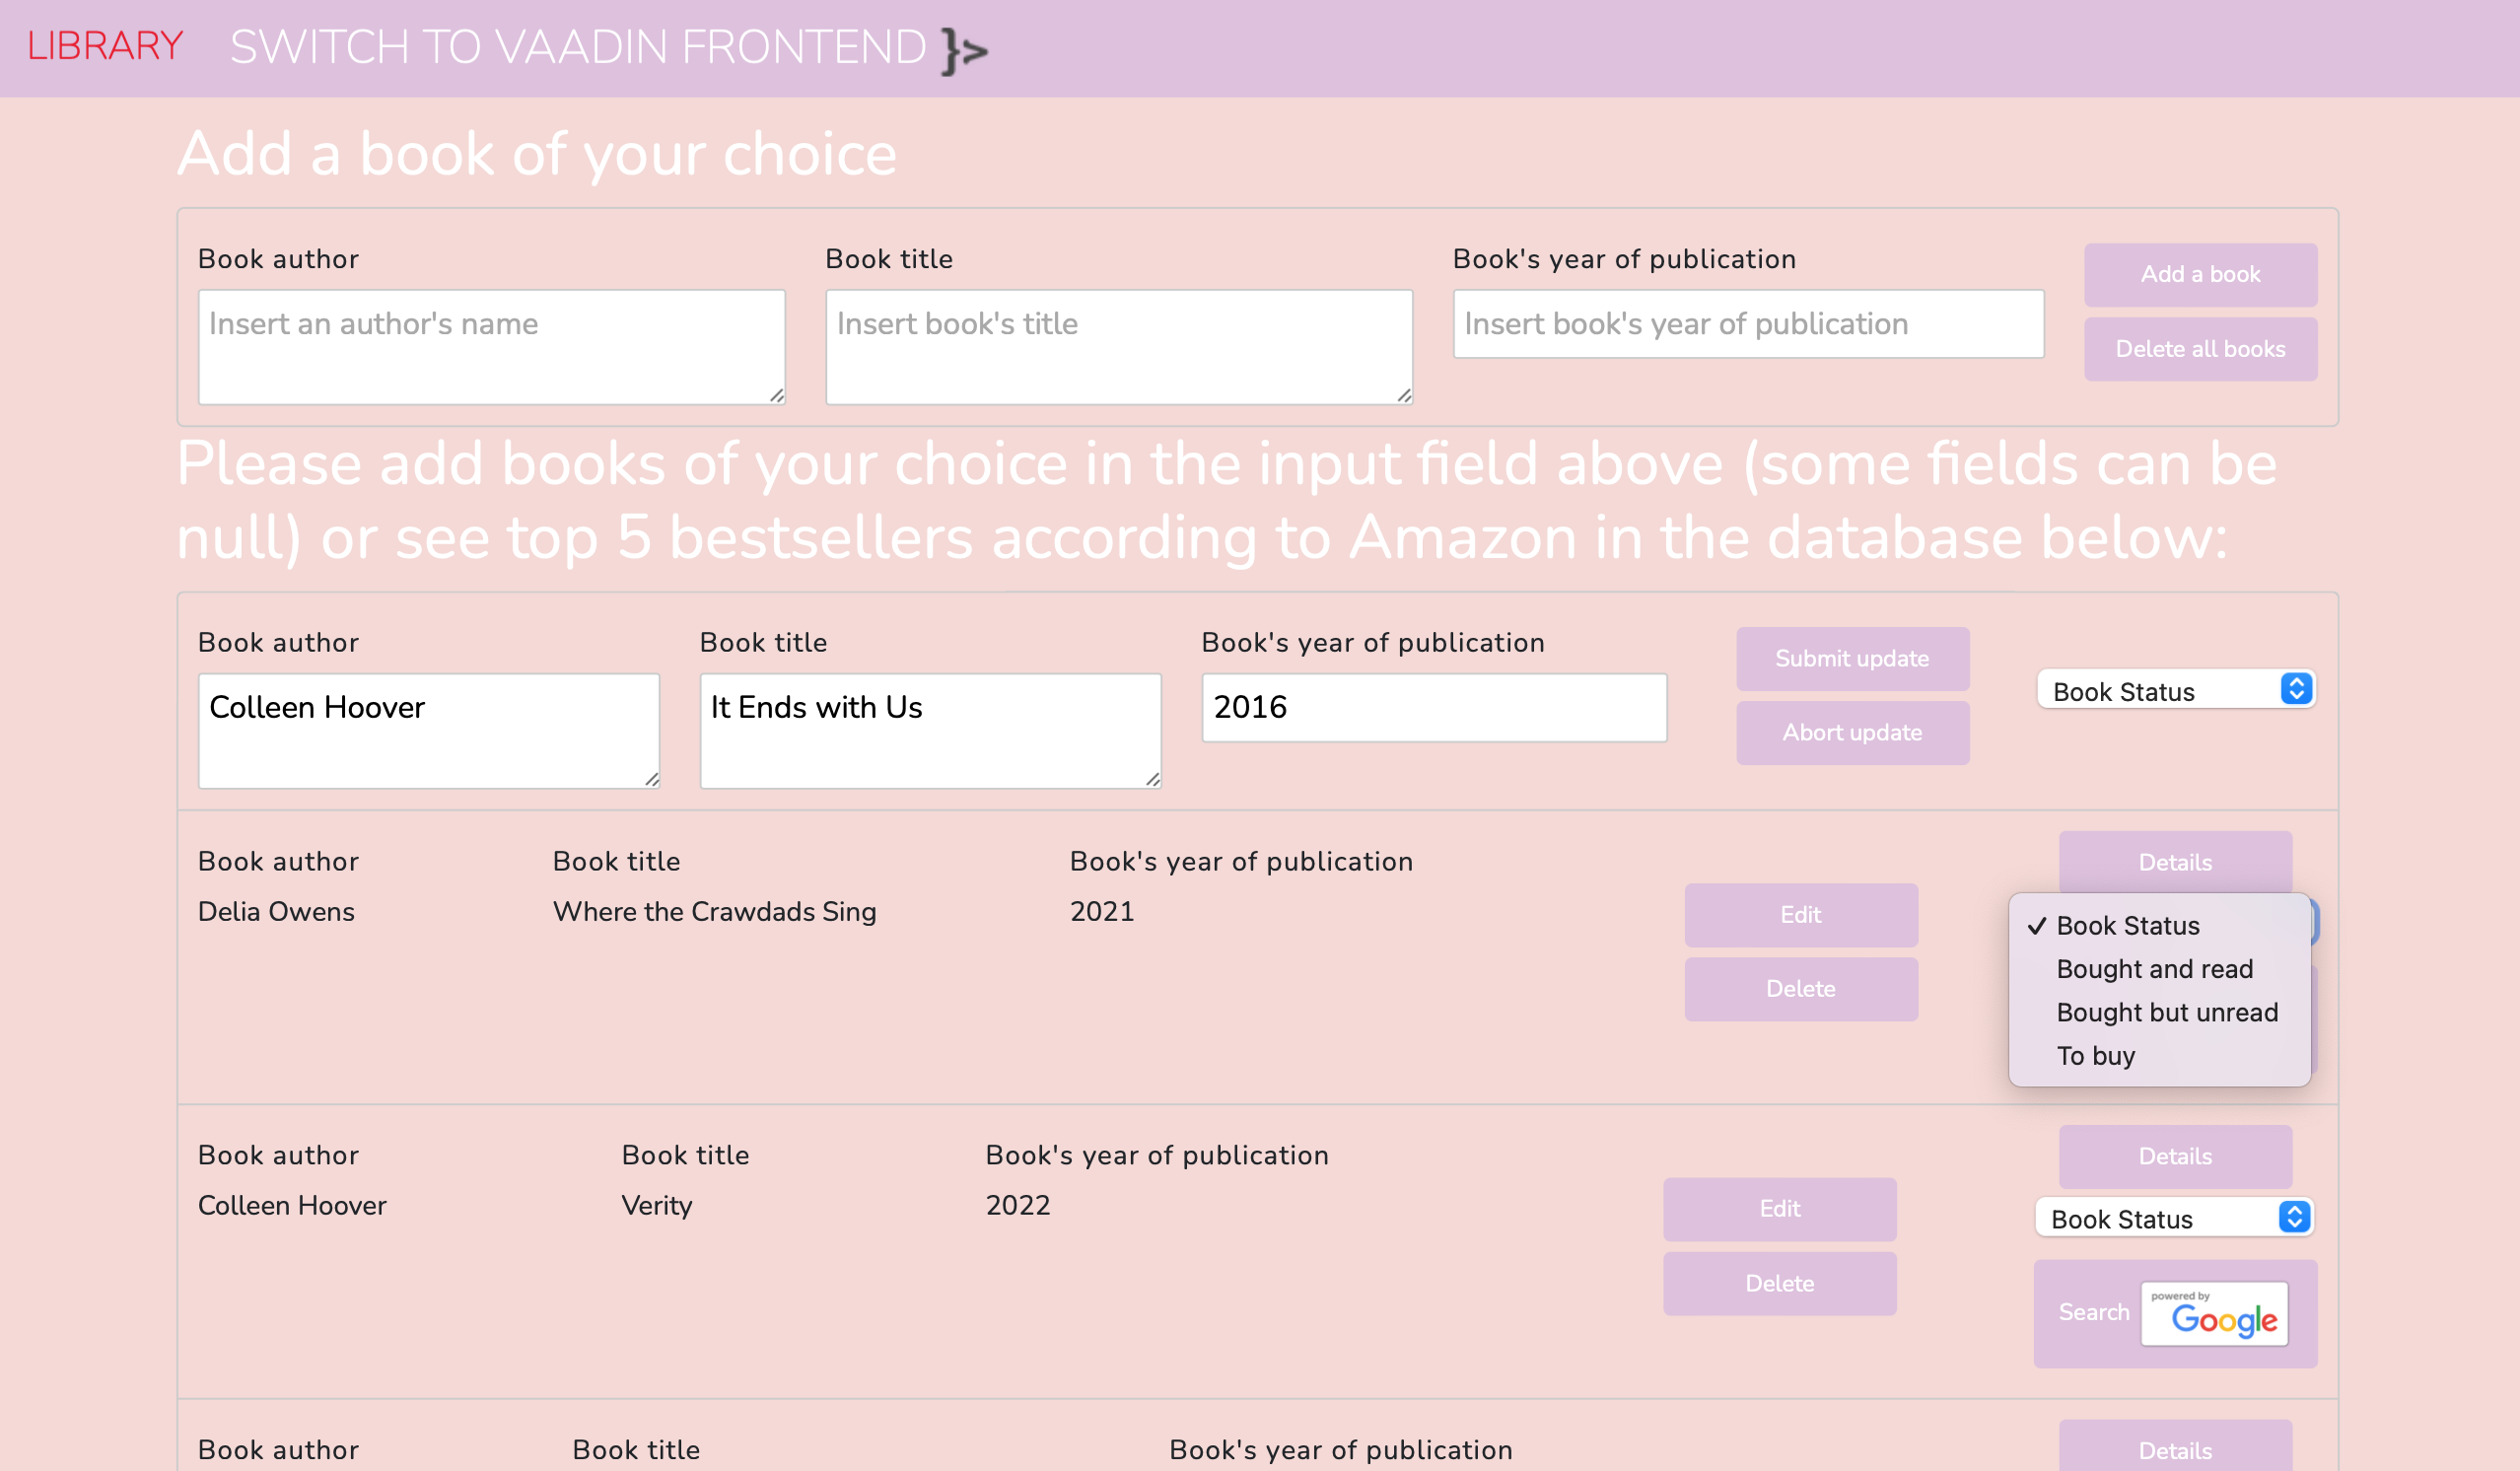 LIBRARY SWITCH TO VAADIN FRONTEND }>
Add a book of your choice
Book author Book title Book's year of publication
Insert an author's name Insert book's title Insert book's year of publication
Add a book
Delete all books
Please add books of your choice in the input field above (some fields can be
null) or see top 5 bestsellers according to Amazon in the database below:
Book author Book title Book's year of publication
Colleen Hoover It Ends with Us 2016
Submit update
Abort update
Book Status
Book author Book title Book's year of publication
Delia Owens Where the Crawdads Sing 2021
Edit
Delete
Details
✓ Book Status
Bought and read
Bought but unread
To buy
Book author Book title Book's year of publication
Colleen Hoover Verity 2022
Edit
Delete
Details
Book Status
Search powered by Google
Book author Book title Book's year of publication
Details